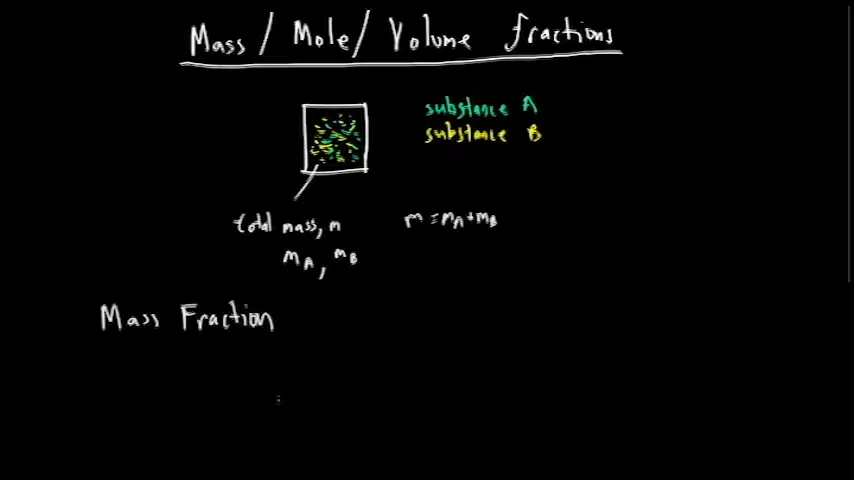 Mass / Mole / Volume fractions
substance A
substance B
total mass, m
m = mA + mB
mA, mB
Mass Fraction